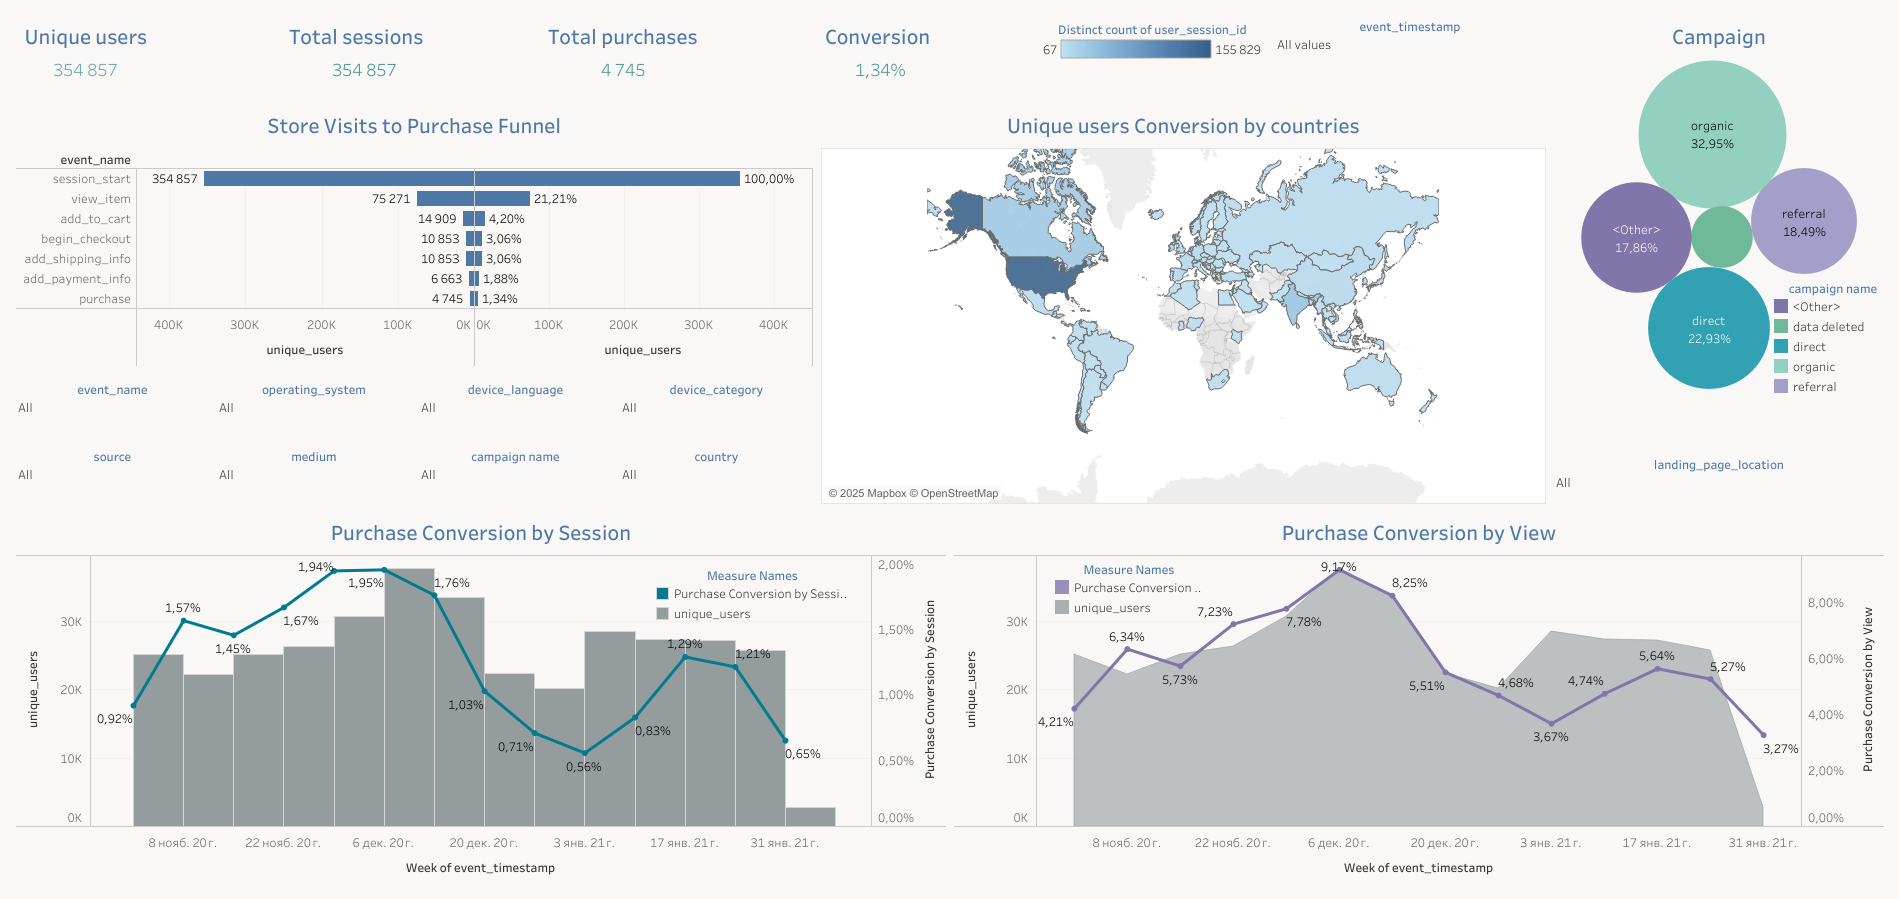 Unique users
354 857
Total sessions
354 857
Total purchases
4 745
Conversion
1,34%
Distinct count of user_session_id
67
155 829
event_timestamp
All values
Campaign
organic
32,95%
<Other>
17,86%
referral
18,49%
direct
22,93%
campaign name
<Other>
data deleted
direct
organic
referral
Store Visits to Purchase Funnel
event_name
session_start 354 857 100,00%
view_item 75 271 21,21%
add_to_cart 14 909 4,20%
begin_checkout 10 853 3,06%
add_shipping_info 10 853 3,06%
add_payment_info 6 663 1,88%
purchase 4 745 1,34%
400K 300K 200K 100K 0K 0K 100K 200K 300K 400K
unique_users unique_users
Unique users Conversion by countries
© 2025 Mapbox © OpenStreetMap
event_name operating_system device_language device_category
All All All All
source medium campaign name country
All All All All
landing_page_location
All
Purchase Conversion by Session
Measure Names
Purchase Conversion by Sessi..
unique_users
unique_users
30K
20K
10K
0K
0,92%
1,57%
1,45%
1,67%
1,94%
1,95%
1,76%
1,03%
0,71%
0,56%
0,83%
1,29%
1,21%
0,65%
2,00%
1,50%
1,00%
0,50%
0,00%
Purchase Conversion by Session
8 нояб. 20 г. 22 нояб. 20 г. 6 дек. 20 г. 20 дек. 20 г. 3 янв. 21 г. 17 янв. 21 г. 31 янв. 21 г.
Week of event_timestamp
Purchase Conversion by View
Measure Names
Purchase Conversion ..
unique_users
unique_users
30K
20K
10K
0K
4,21%
6,34%
5,73%
7,23%
7,78%
9,17%
8,25%
5,51%
4,68%
3,67%
4,74%
5,64%
5,27%
3,27%
8,00%
6,00%
4,00%
2,00%
0,00%
Purchase Conversion by View
8 нояб. 20 г. 22 нояб. 20 г. 6 дек. 20 г. 20 дек. 20 г. 3 янв. 21 г. 17 янв. 21 г. 31 янв. 21 г.
Week of event_timestamp